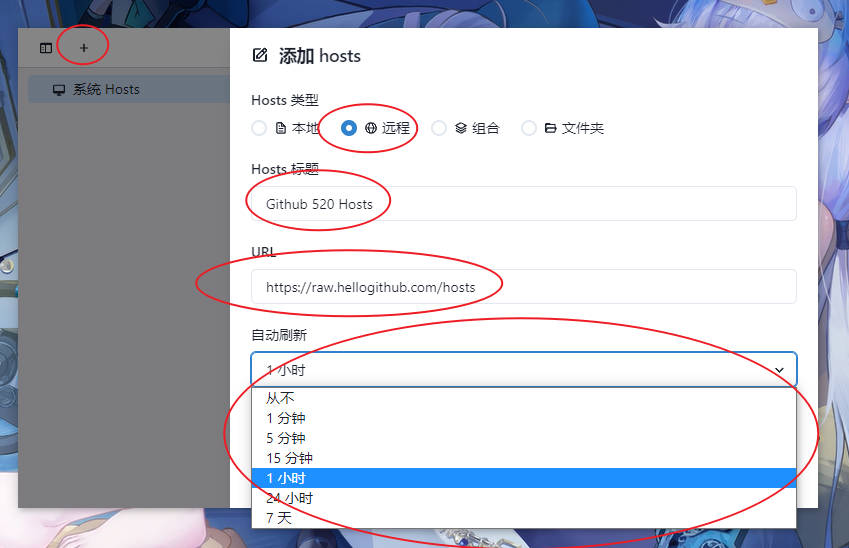 系统 Hosts
添加 hosts
Hosts 类型
本地 远程 组合 文件夹
Hosts 标题
Github 520 Hosts
URL
https://raw.hellogithub.com/hosts
自动刷新
1 小时
从不
1 分钟
5 分钟
15 分钟
1 小时
24 小时
7 天